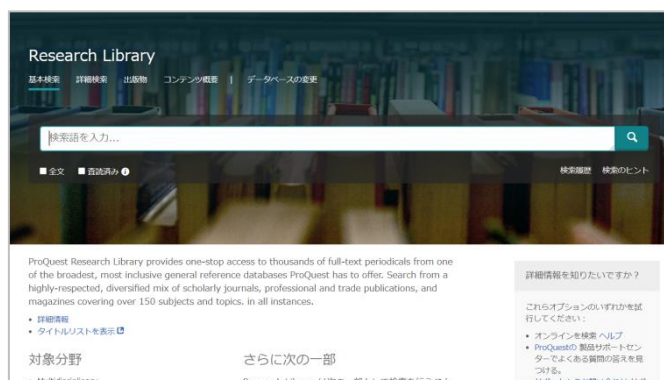 Research Library
基本検索 詳細検索 出版物 コンテンツ概要 | データベースの変更
検索語を入力...
全文 査読済み
検索履歴 検索のヒント
ProQuest Research Library provides one-stop access to thousands of full-text periodicals from one
of the broadest, most inclusive general reference databases ProQuest has to offer. Search from a
highly-respected, diversified mix of scholarly journals, professional and trade publications, and
magazines covering over 150 subjects and topics. in all instances.
• 詳細情報
• タイトルリストを表示
対象分野
さらに次の一部
詳細情報を知りたいですか？
これらオプションのいずれかを試
行してください：
• オンラインを検索 ヘルプ
• ProQuestの 製品サポートセン
ターでよくある質問の答えを見
つける。